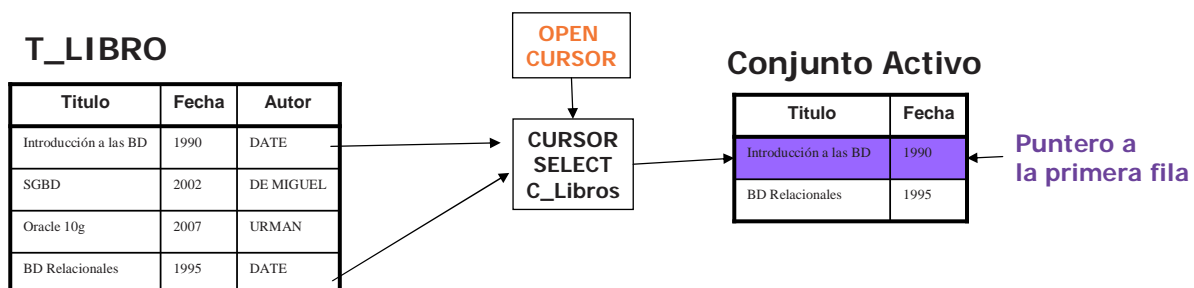 T_LIBRO
Titulo Fecha Autor
Introducción a las BD 1990 DATE
SGBD 2002 DE MIGUEL
Oracle 10g 2007 URMAN
BD Relacionales 1995 DATE
OPEN
CURSOR
CURSOR
SELECT
C_Libros
Conjunto Activo
Titulo Fecha
Introducción a las BD 1990
BD Relacionales 1995
Puntero a
la primera fila